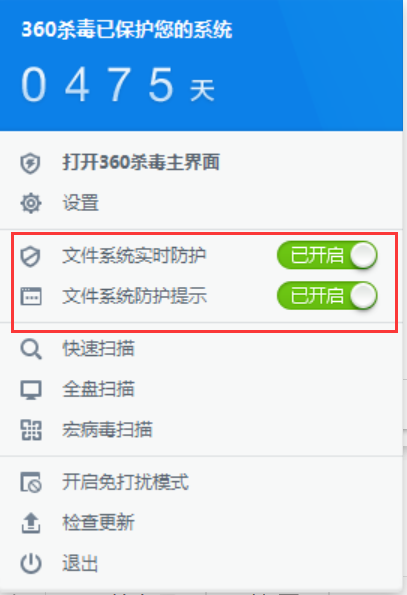 360杀毒已保护您的系统
0475天
打开360杀毒主界面
设置
文件系统实时防护 已开启
文件系统防护提示 已开启
快速扫描
全盘扫描
宏病毒扫描
开启免打扰模式
检查更新
退出